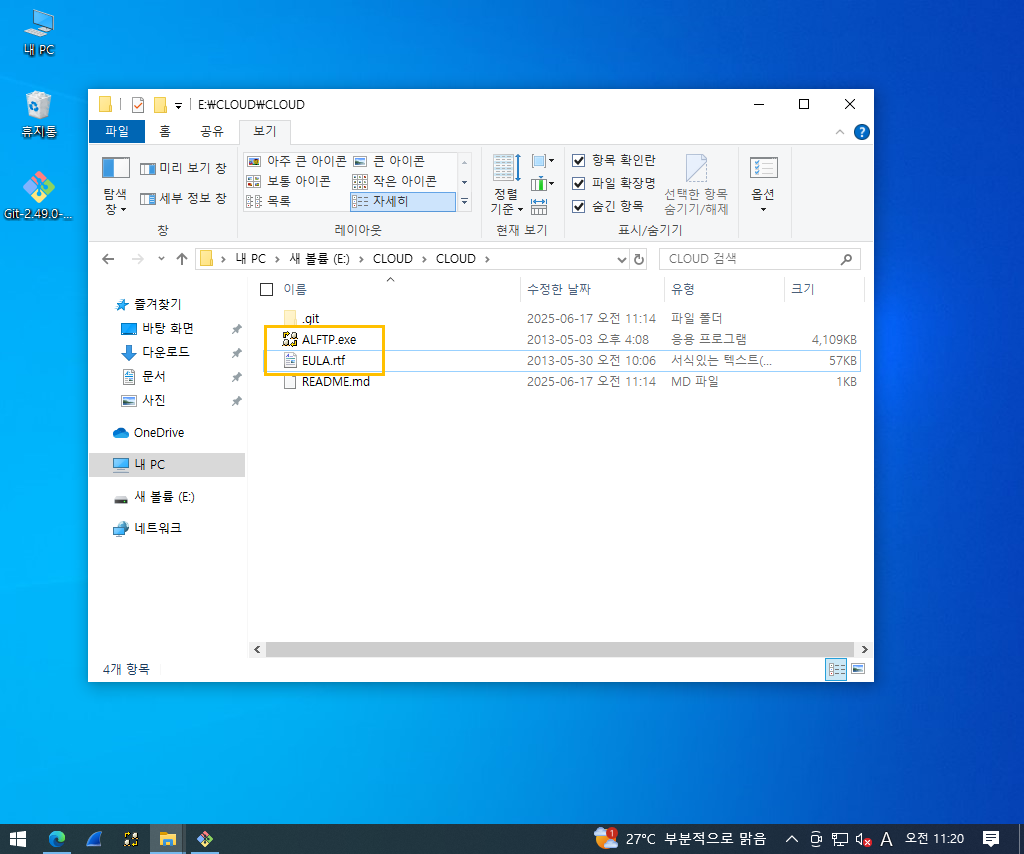 내 PC
휴지통
Git-2.49.0-...
E:₩CLOUD₩CLOUD
파일 홈 공유 보기
탐색 창
미리 보기 창
세부 정보 창
창
아주 큰 아이콘 큰 아이콘
보통 아이콘 작은 아이콘
목록 자세히
레이아웃
정렬 기준
현재 보기
항목 확인란
파일 확장명
숨긴 항목
선택한 항목
숨기기/해제
표시/숨기기
옵션
내 PC > 새 볼륨 (E:) > CLOUD > CLOUD >
CLOUD 검색
즐겨찾기
바탕 화면
다운로드
문서
사진
OneDrive
내 PC
새 볼륨 (E:)
네트워크
이름 수정한 날짜 유형 크기
.git 2025-06-17 오전 11:14 파일 폴더
ALFTP.exe 2013-05-03 오후 4:08 응용 프로그램 4,109KB
EULA.rtf 2013-05-30 오전 10:06 서식있는 텍스트(... 57KB
README.md 2025-06-17 오전 11:14 MD 파일 1KB
4개 항목
1 27°C 부분적으로 맑음 A 오전 11:20